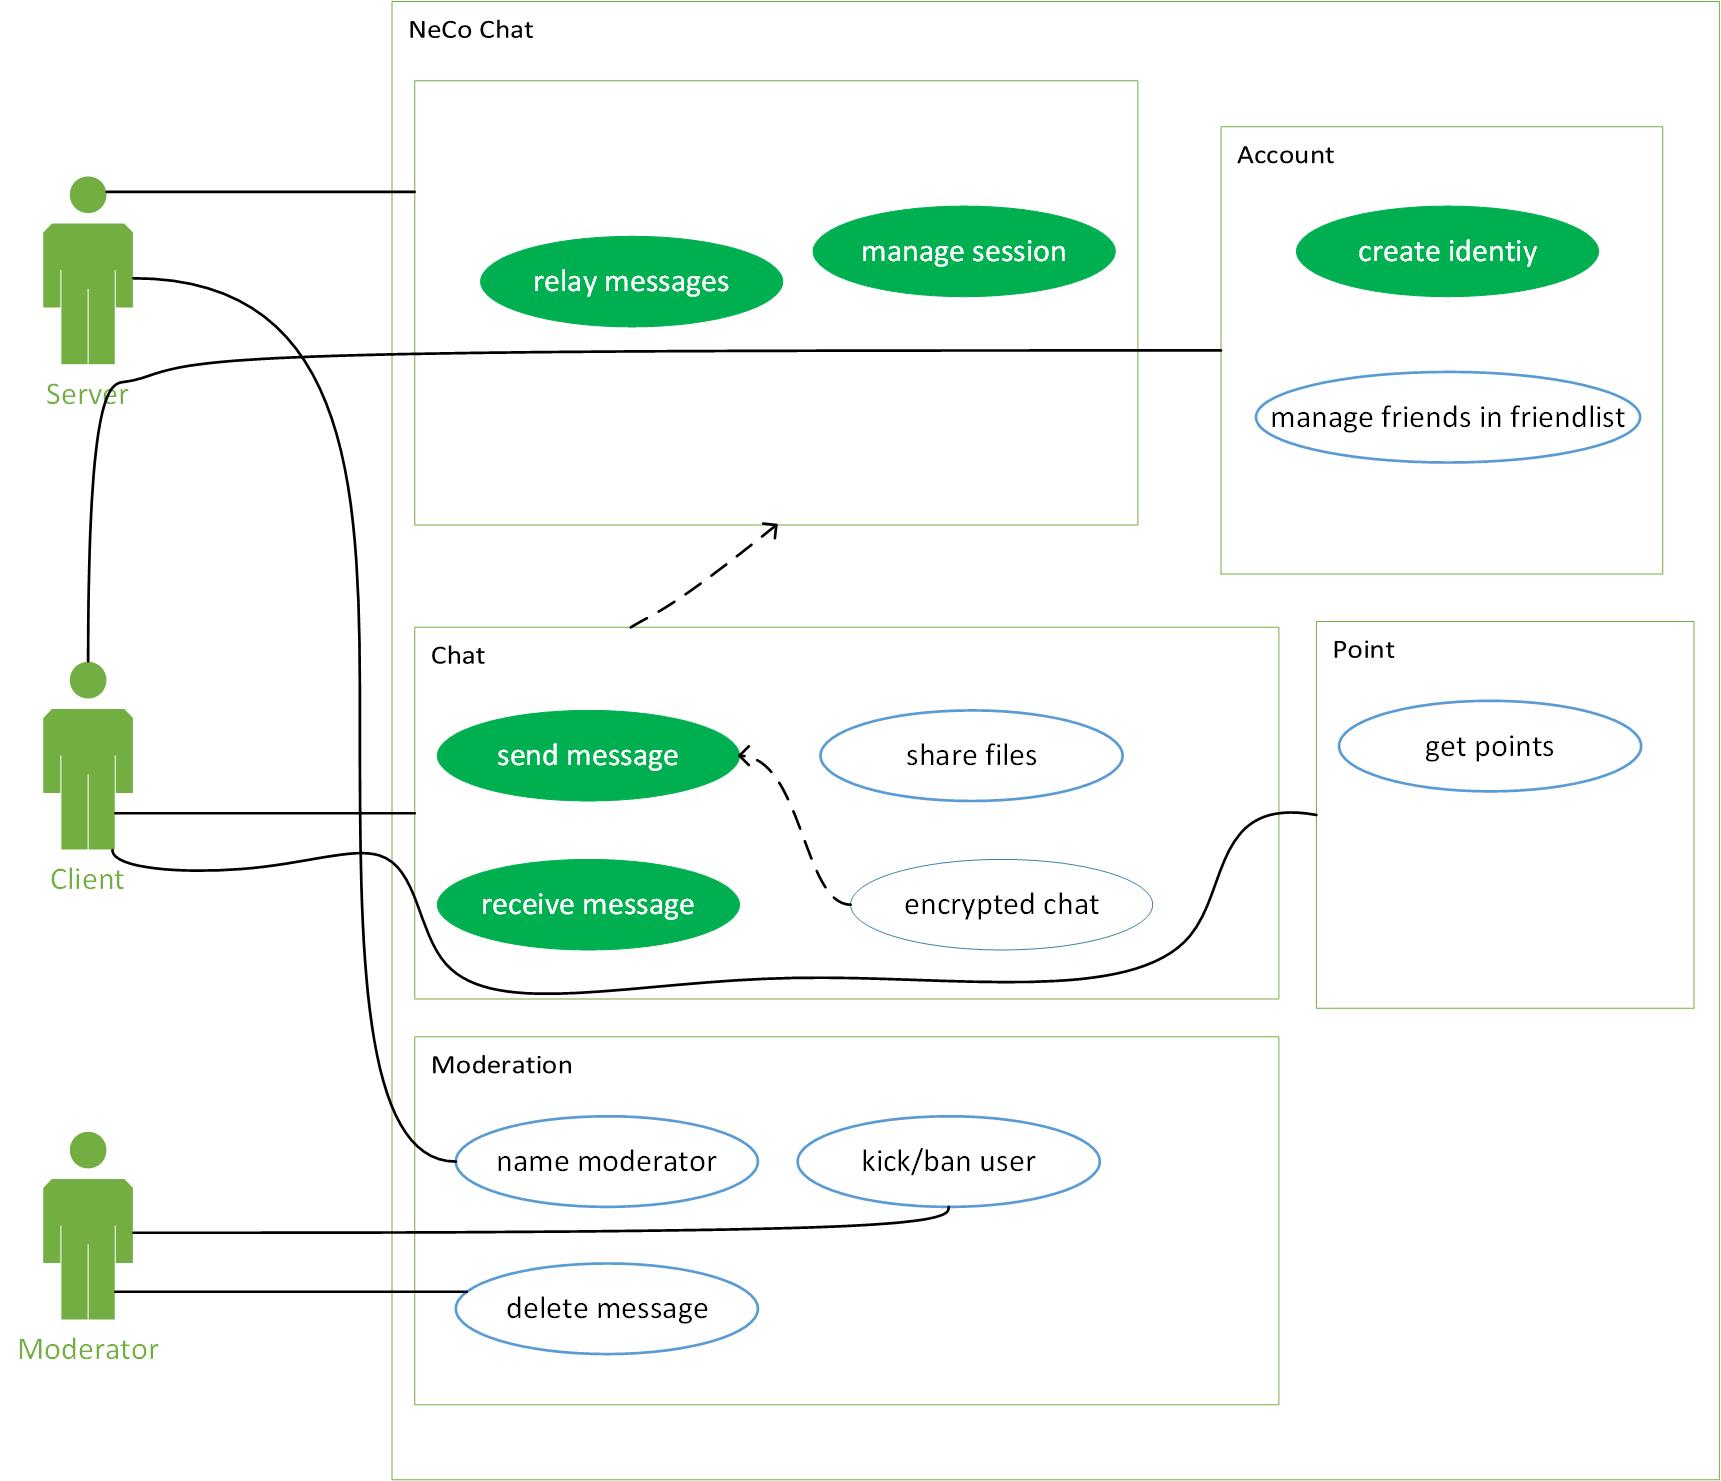 NeCo Chat
Account
manage session
create identiy
relay messages
Server
manage friends in friendlist
Chat
Point
send message
share files
get points
Client
receive message
encrypted chat
Moderation
name moderator
kick/ban user
delete message
Moderator